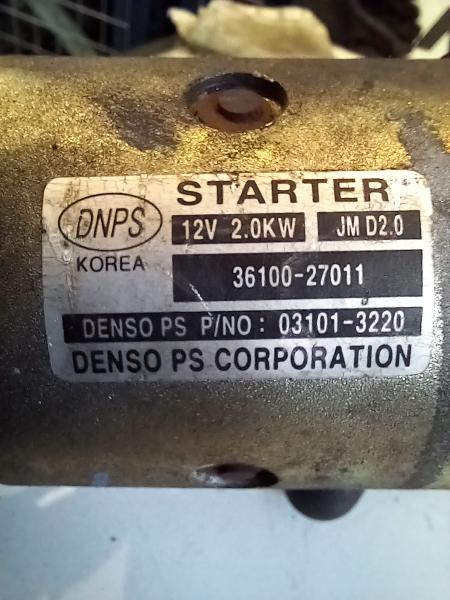 STARTER
DNPS
12V 2.0KW JM D2.0
KOREA
36100-27011
DENSO PS P/NO: 03101-3220
DENSO PS CORPORATION